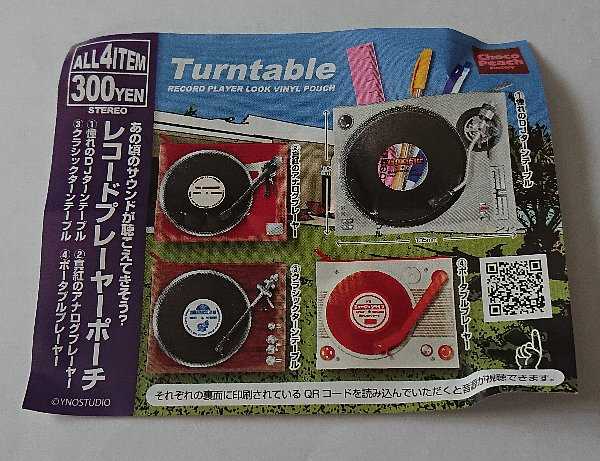 ALL4ITEM
300YEN
STEREO
あの頃のサウンドが聴こえてきそう?
レコードプレーヤーポーチ
①憧れのDJターンテーブル
②真紅のアナログプレーヤー
③クラシックターンテーブル
④ポータブルプレーヤー
©YNOSTUDIO
Turntable
RECORD PLAYER LOOK VINYL POUCH
Choco
Peach
①憧れのDJターンテーブル
②真紅のアナログプレーヤー
③クラシックターンテーブル
④ポータブルプレーヤー
それぞれの裏面に印刷されているQRコードを読み込んでいただくと音声が視聴できます。